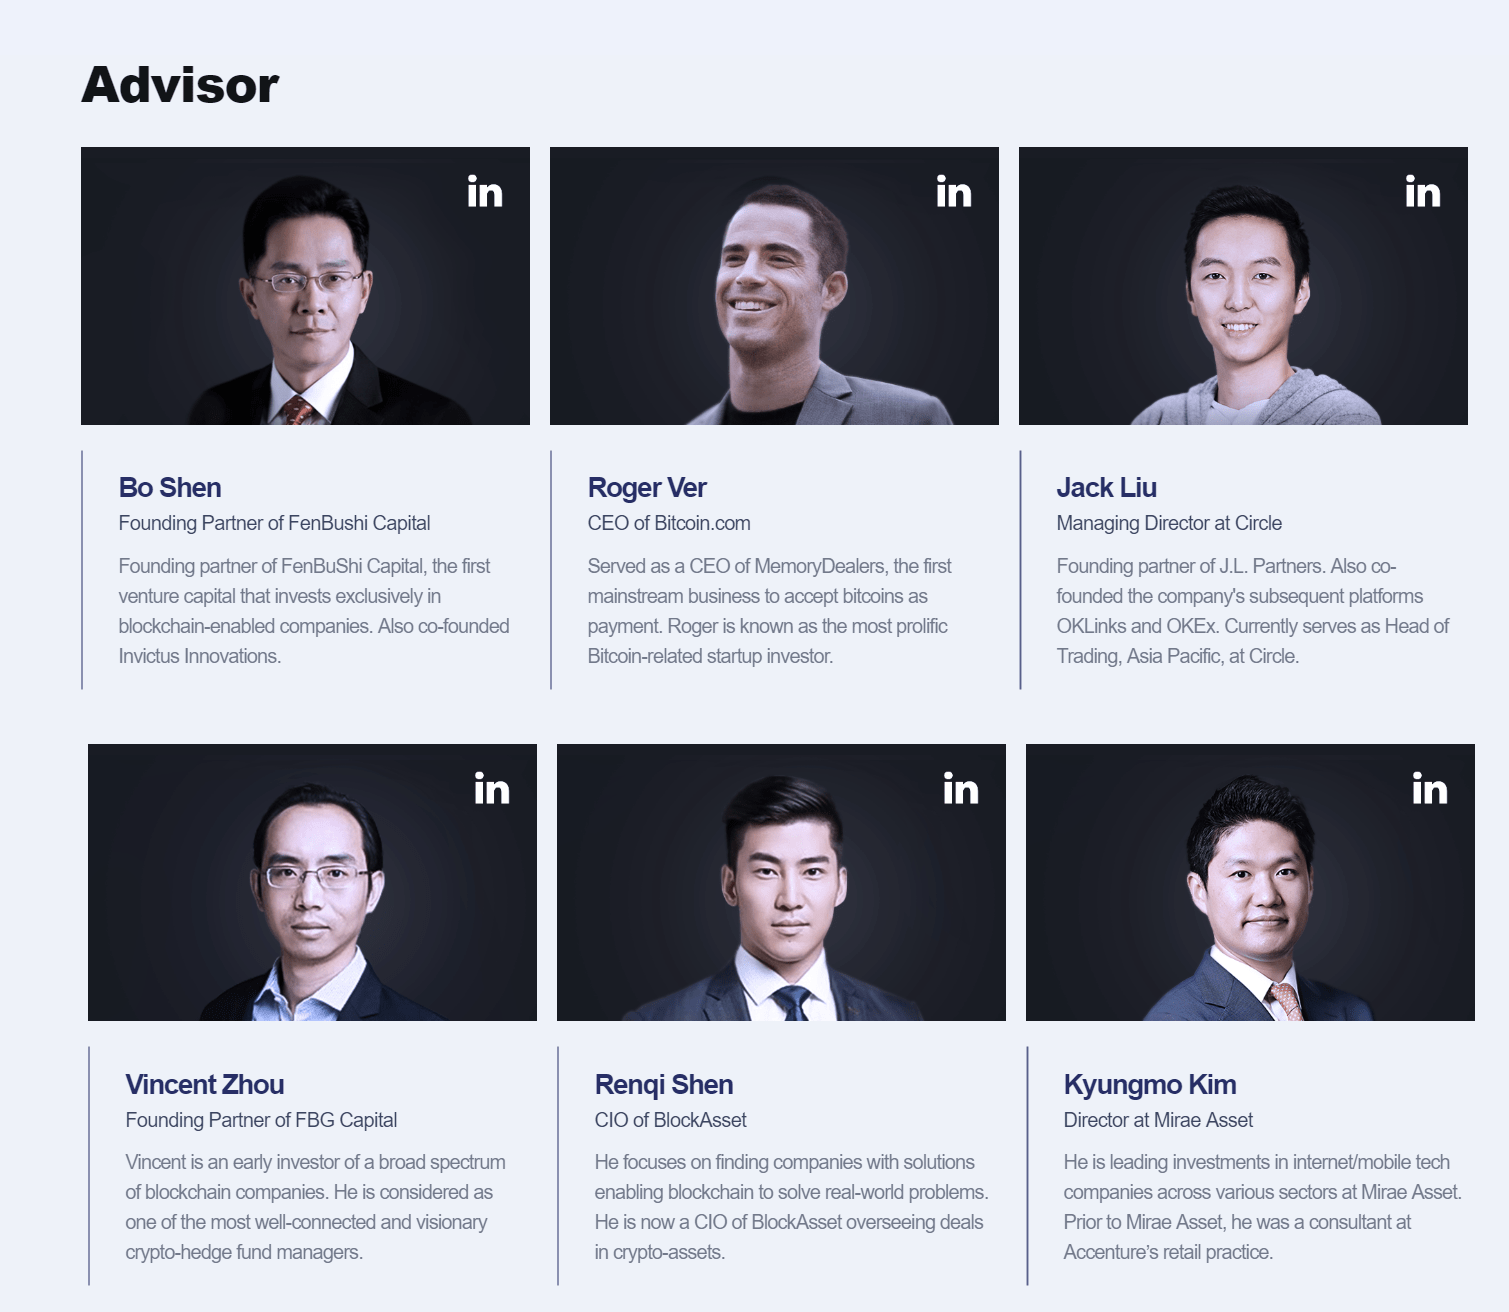 Advisor
in
in
in
Bo Shen
Founding Partner of FenBushi Capital
Founding partner of FenBuShi Capital, the first
venture capital that invests exclusively in
blockchain-enabled companies. Also co-founded
Invictus Innovations.
Roger Ver
CEO of Bitcoin.com
Served as a CEO of MemoryDealers, the first
mainstream business to accept bitcoins as
payment. Roger is known as the most prolific
Bitcoin-related startup investor.
Jack Liu
Managing Director at Circle
Founding partner of J.L. Partners. Also co-
founded the company's subsequent platforms
OKLinks and OKEx. Currently serves as Head of
Trading, Asia Pacific, at Circle.
in
in
in
Vincent Zhou
Founding Partner of FBG Capital
Vincent is an early investor of a broad spectrum
of blockchain companies. He is considered as
one of the most well-connected and visionary
crypto-hedge fund managers.
Renqi Shen
CIO of BlockAsset
He focuses on finding companies with solutions
enabling blockchain to solve real-world problems.
He is now a CIO of BlockAsset overseeing deals
in crypto-assets.
Kyungmo Kim
Director at Mirae Asset
He is leading investments in internet/mobile tech
companies across various sectors at Mirae Asset.
Prior to Mirae Asset, he was a consultant at
Accenture’s retail practice.